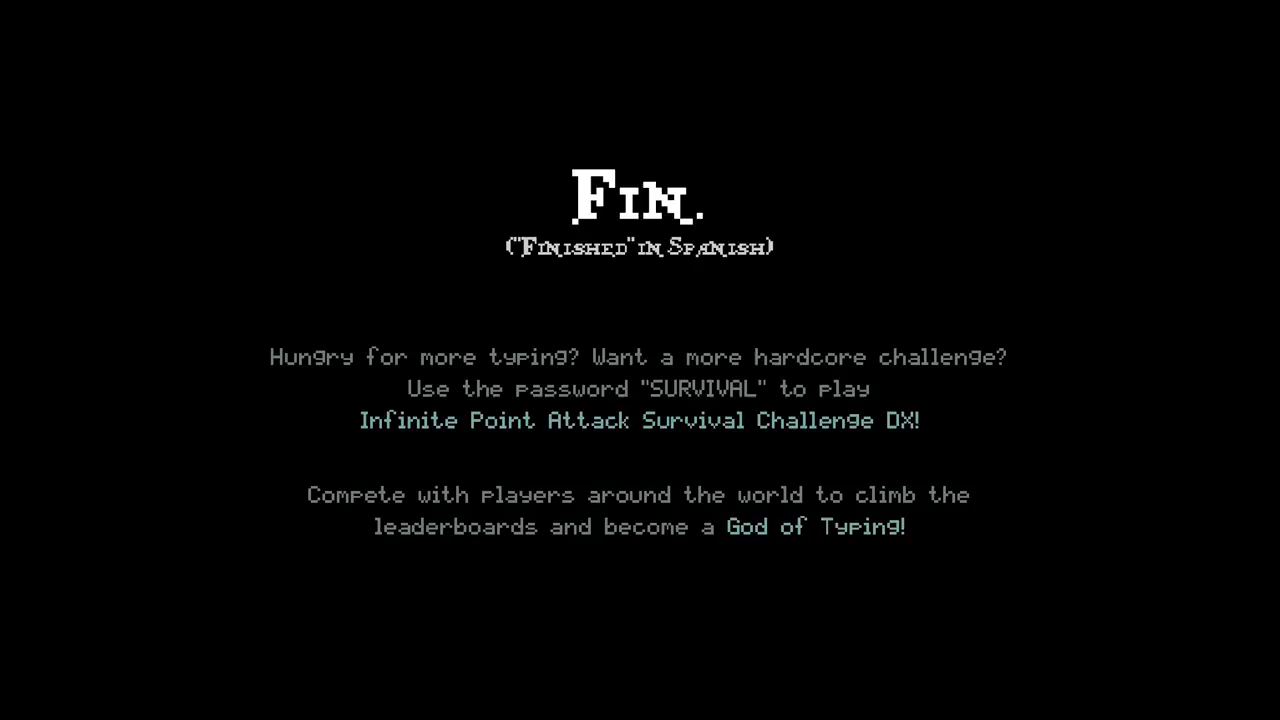 Fin.
("Finished" in Spanish)
Hungry for more typing? Want a more hardcore challenge?
Use the password "SURVIVAL" to play
Infinite Point Attack Survival Challenge DX!
Compete with players around the world to climb the
leaderboards and become a God of Typing!